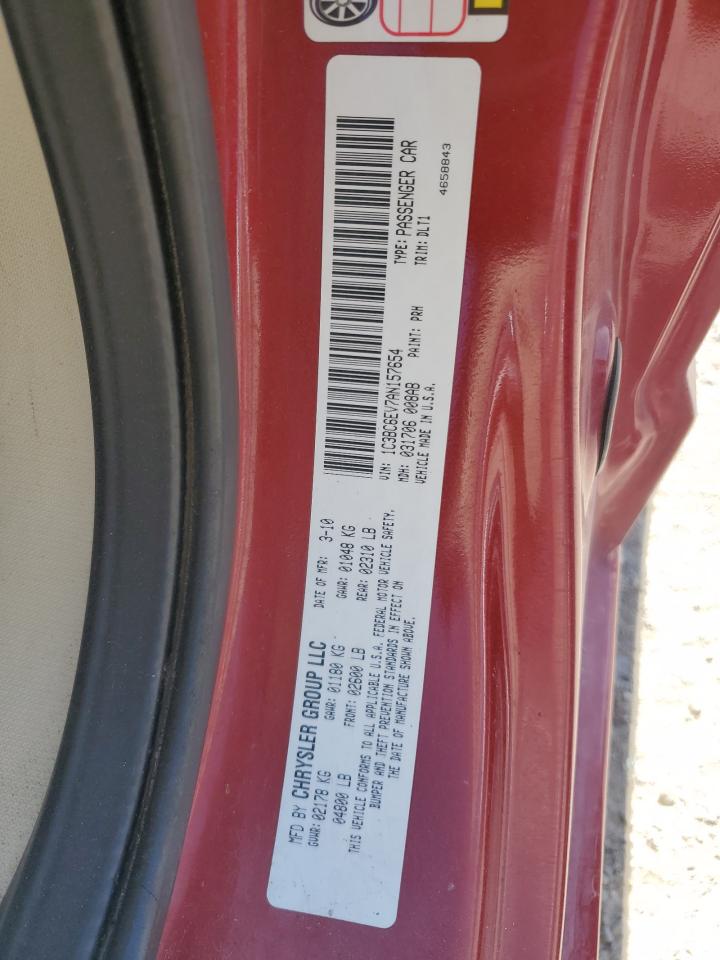 MFD BY CHRYSLER GROUP LLC DATE OF MFR: 3-10
GVWR: 02178 KG GAWR: 01180 KG GAWR: 01048 KG
04800 LB FRONT: 02600 LB REAR: 02310 LB
THIS VEHICLE CONFORMS TO ALL APPLICABLE U.S.A. FEDERAL MOTOR VEHICLE SAFETY,
BUMPER AND THEFT PREVENTION STANDARDS IN EFFECT ON
THE DATE OF MANUFACTURE SHOWN ABOVE.
VIN: 1C3BC6EV7AN157654 TYPE: PASSENGER CAR
MDH: 031706 008AB PAINT: PRH TRIM: DLT1
VEHICLE MADE IN U.S.A.
4658843